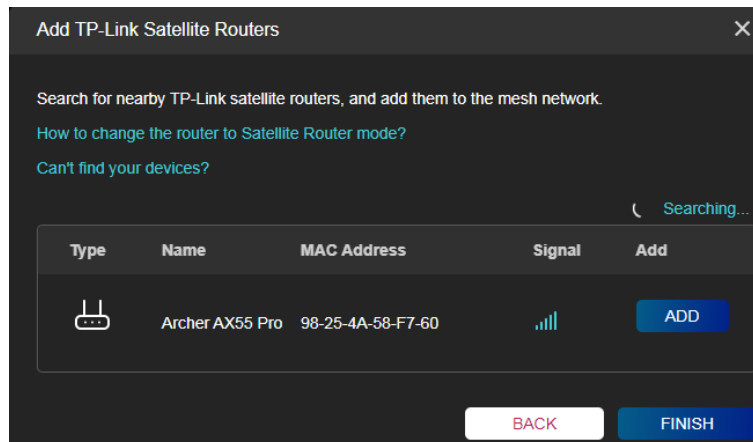 Add TP-Link Satellite Routers
Search for nearby TP-Link satellite routers, and add them to the mesh network.
How to change the router to Satellite Router mode?
Can't find your devices?
Searching...
Type Name MAC Address Signal Add
Archer AX55 Pro 98-25-4A-58-F7-60 ADD
BACK FINISH